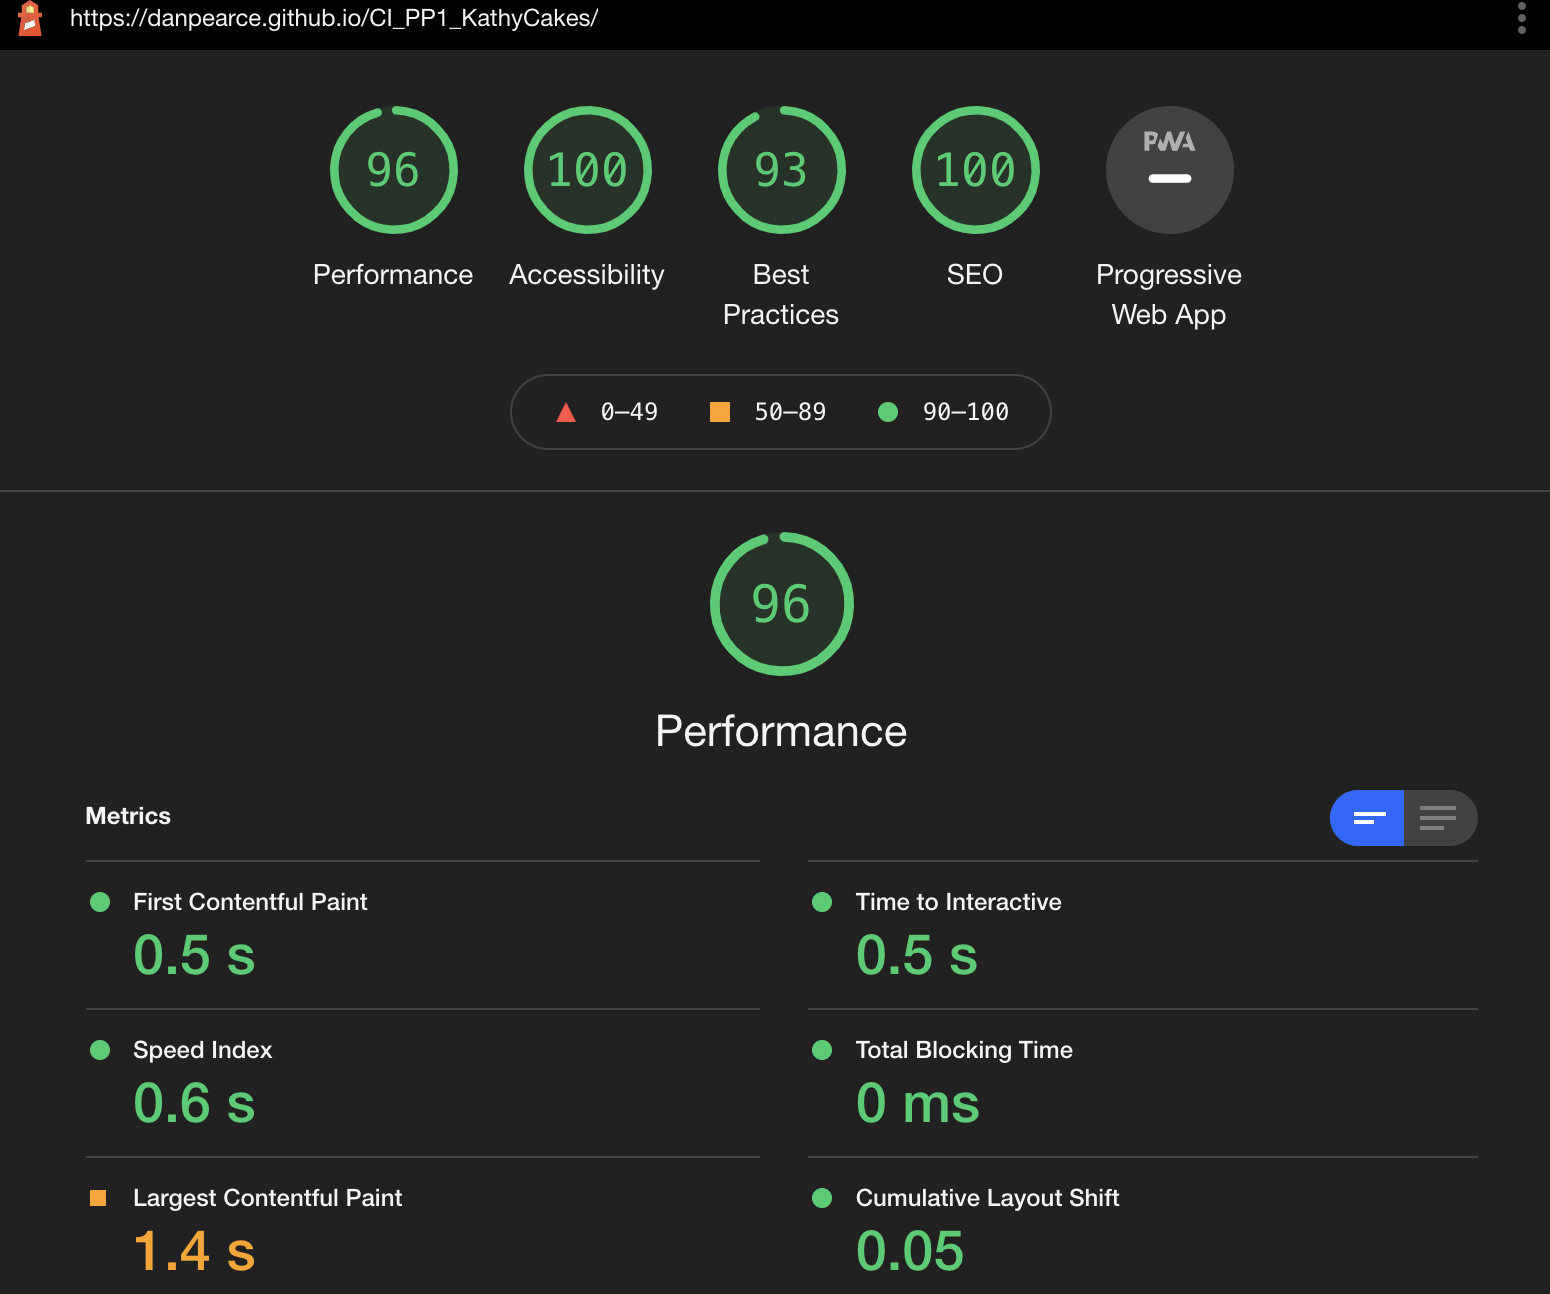 https://danpearce.github.io/CI_PP1_KathyCakes/
96
100
93
100
PWA
Performance
Accessibility
Best
Practices
SEO
Progressive
Web App
0–49
50–89
90–100
96
Performance
Metrics
First Contentful Paint
0.5 s
Time to Interactive
0.5 s
Speed Index
0.6 s
Total Blocking Time
0 ms
Largest Contentful Paint
1.4 s
Cumulative Layout Shift
0.05